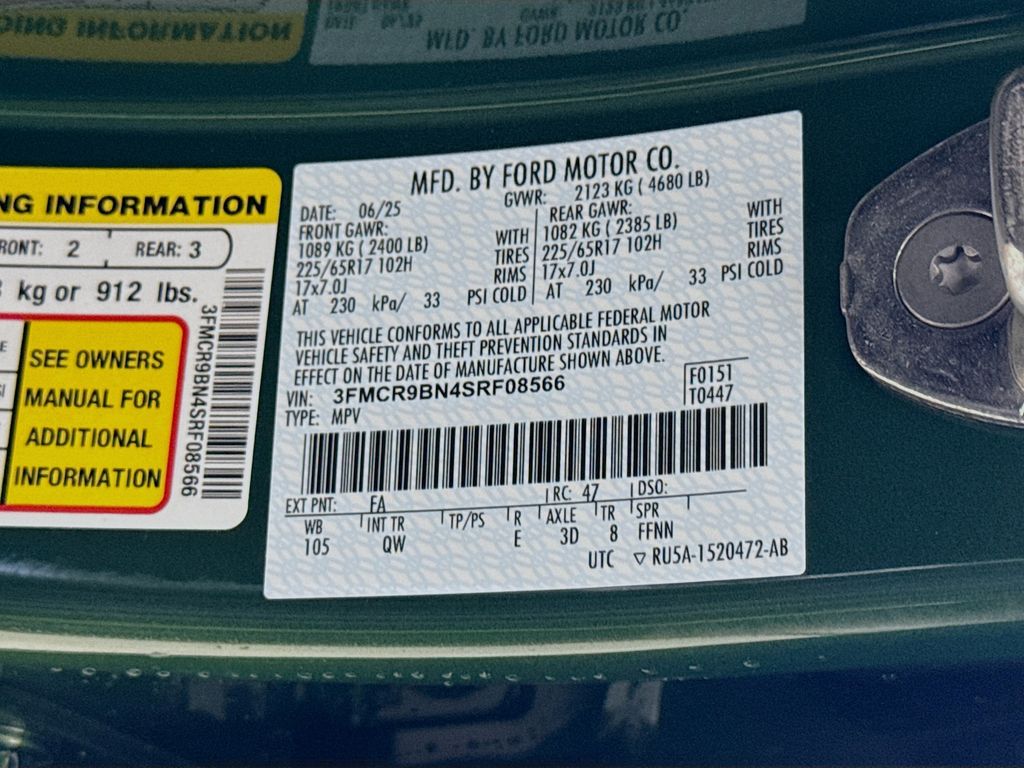 NG INFORMATION
RONT: 2 REAR: 3
kg or 912 lbs.
SEE OWNERS
MANUAL FOR
ADDITIONAL
INFORMATION
3FMCR9BN4SRF08566
MFD. BY FORD MOTOR CO.
DATE: 06/25 GVWR: 2123 KG ( 4680 LB)
FRONT GAWR: REAR GAWR:
1089 KG ( 2400 LB) WITH 1082 KG ( 2385 LB) WITH
225/65R17 102H TIRES 225/65R17 102H TIRES
17x7.0J RIMS 17x7.0J RIMS
AT 230 kPa/ 33 PSI COLD AT 230 kPa/ 33 PSI COLD
THIS VEHICLE CONFORMS TO ALL APPLICABLE FEDERAL MOTOR
VEHICLE SAFETY AND THEFT PREVENTION STANDARDS IN
EFFECT ON THE DATE OF MANUFACTURE SHOWN ABOVE.
VIN: 3FMCR9BN4SRF08566 F0151
TYPE: MPV T0447
EXT PNT: FA RC: 47 DSO:
WB INT TR TP/PS R AXLE TR SPR
105 QW E 3D 8 FFNN
UTC ▽ RU5A-1520472-AB